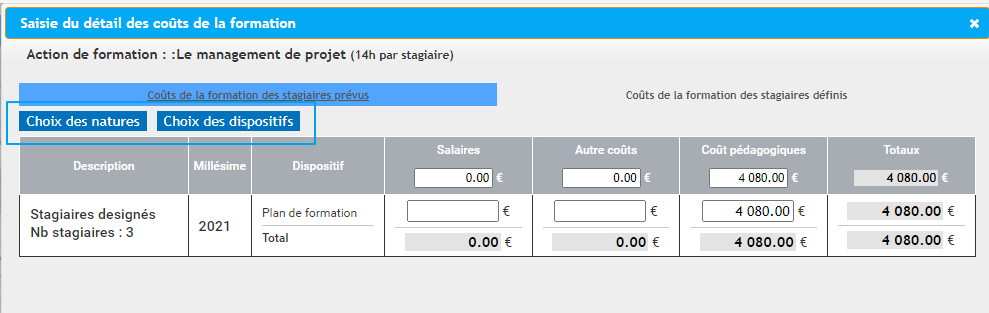 Saisie du détail des coûts de la formation ×
Action de formation : :Le management de projet (14h par stagiaire)
Coûts de la formation des stagiaires prévus Coûts de la formation des stagiaires définis
Choix des natures Choix des dispositifs
Description Millésime Dispositif Salaires Autre coûts Coût pédagogiques Totaux
0.00 € 0.00 € 4 080.00 € 4 080.00 €
Stagiaires designés
Nb stagiaires : 3
2021
Plan de formation € € 4 080.00 € 4 080.00 €
Total 0.00 € 0.00 € 4 080.00 € 4 080.00 €